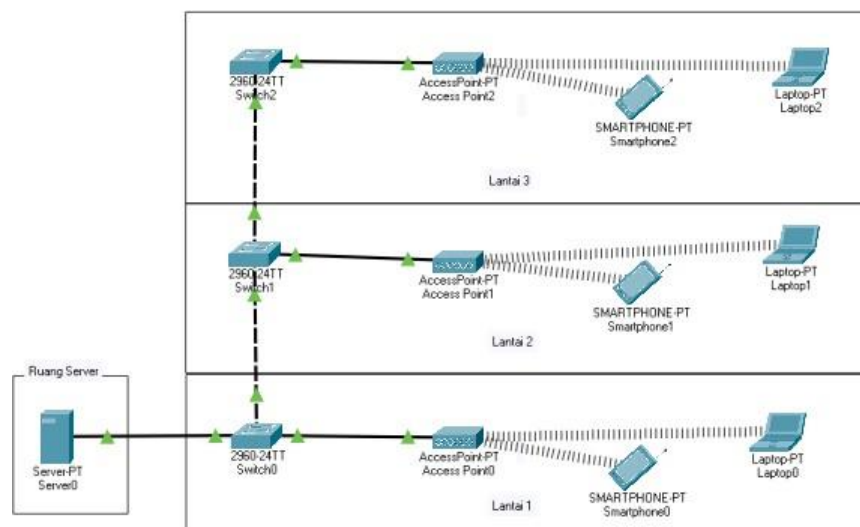 2960-24TT
Switch2
AccessPoint-PT
Access Point2
SMARTPHONE-PT
Smartphone2
Laptop-PT
Laptop2
Lantai 3
2960-24TT
Switch1
AccessPoint-PT
Access Point1
SMARTPHONE-PT
Smartphone1
Laptop-PT
Laptop1
Lantai 2
Ruang Server
Server-PT
Server0
2960-24TT
Switch0
AccessPoint-PT
Access Point0
SMARTPHONE-PT
Smartphone0
Laptop-PT
Laptop0
Lantai 1